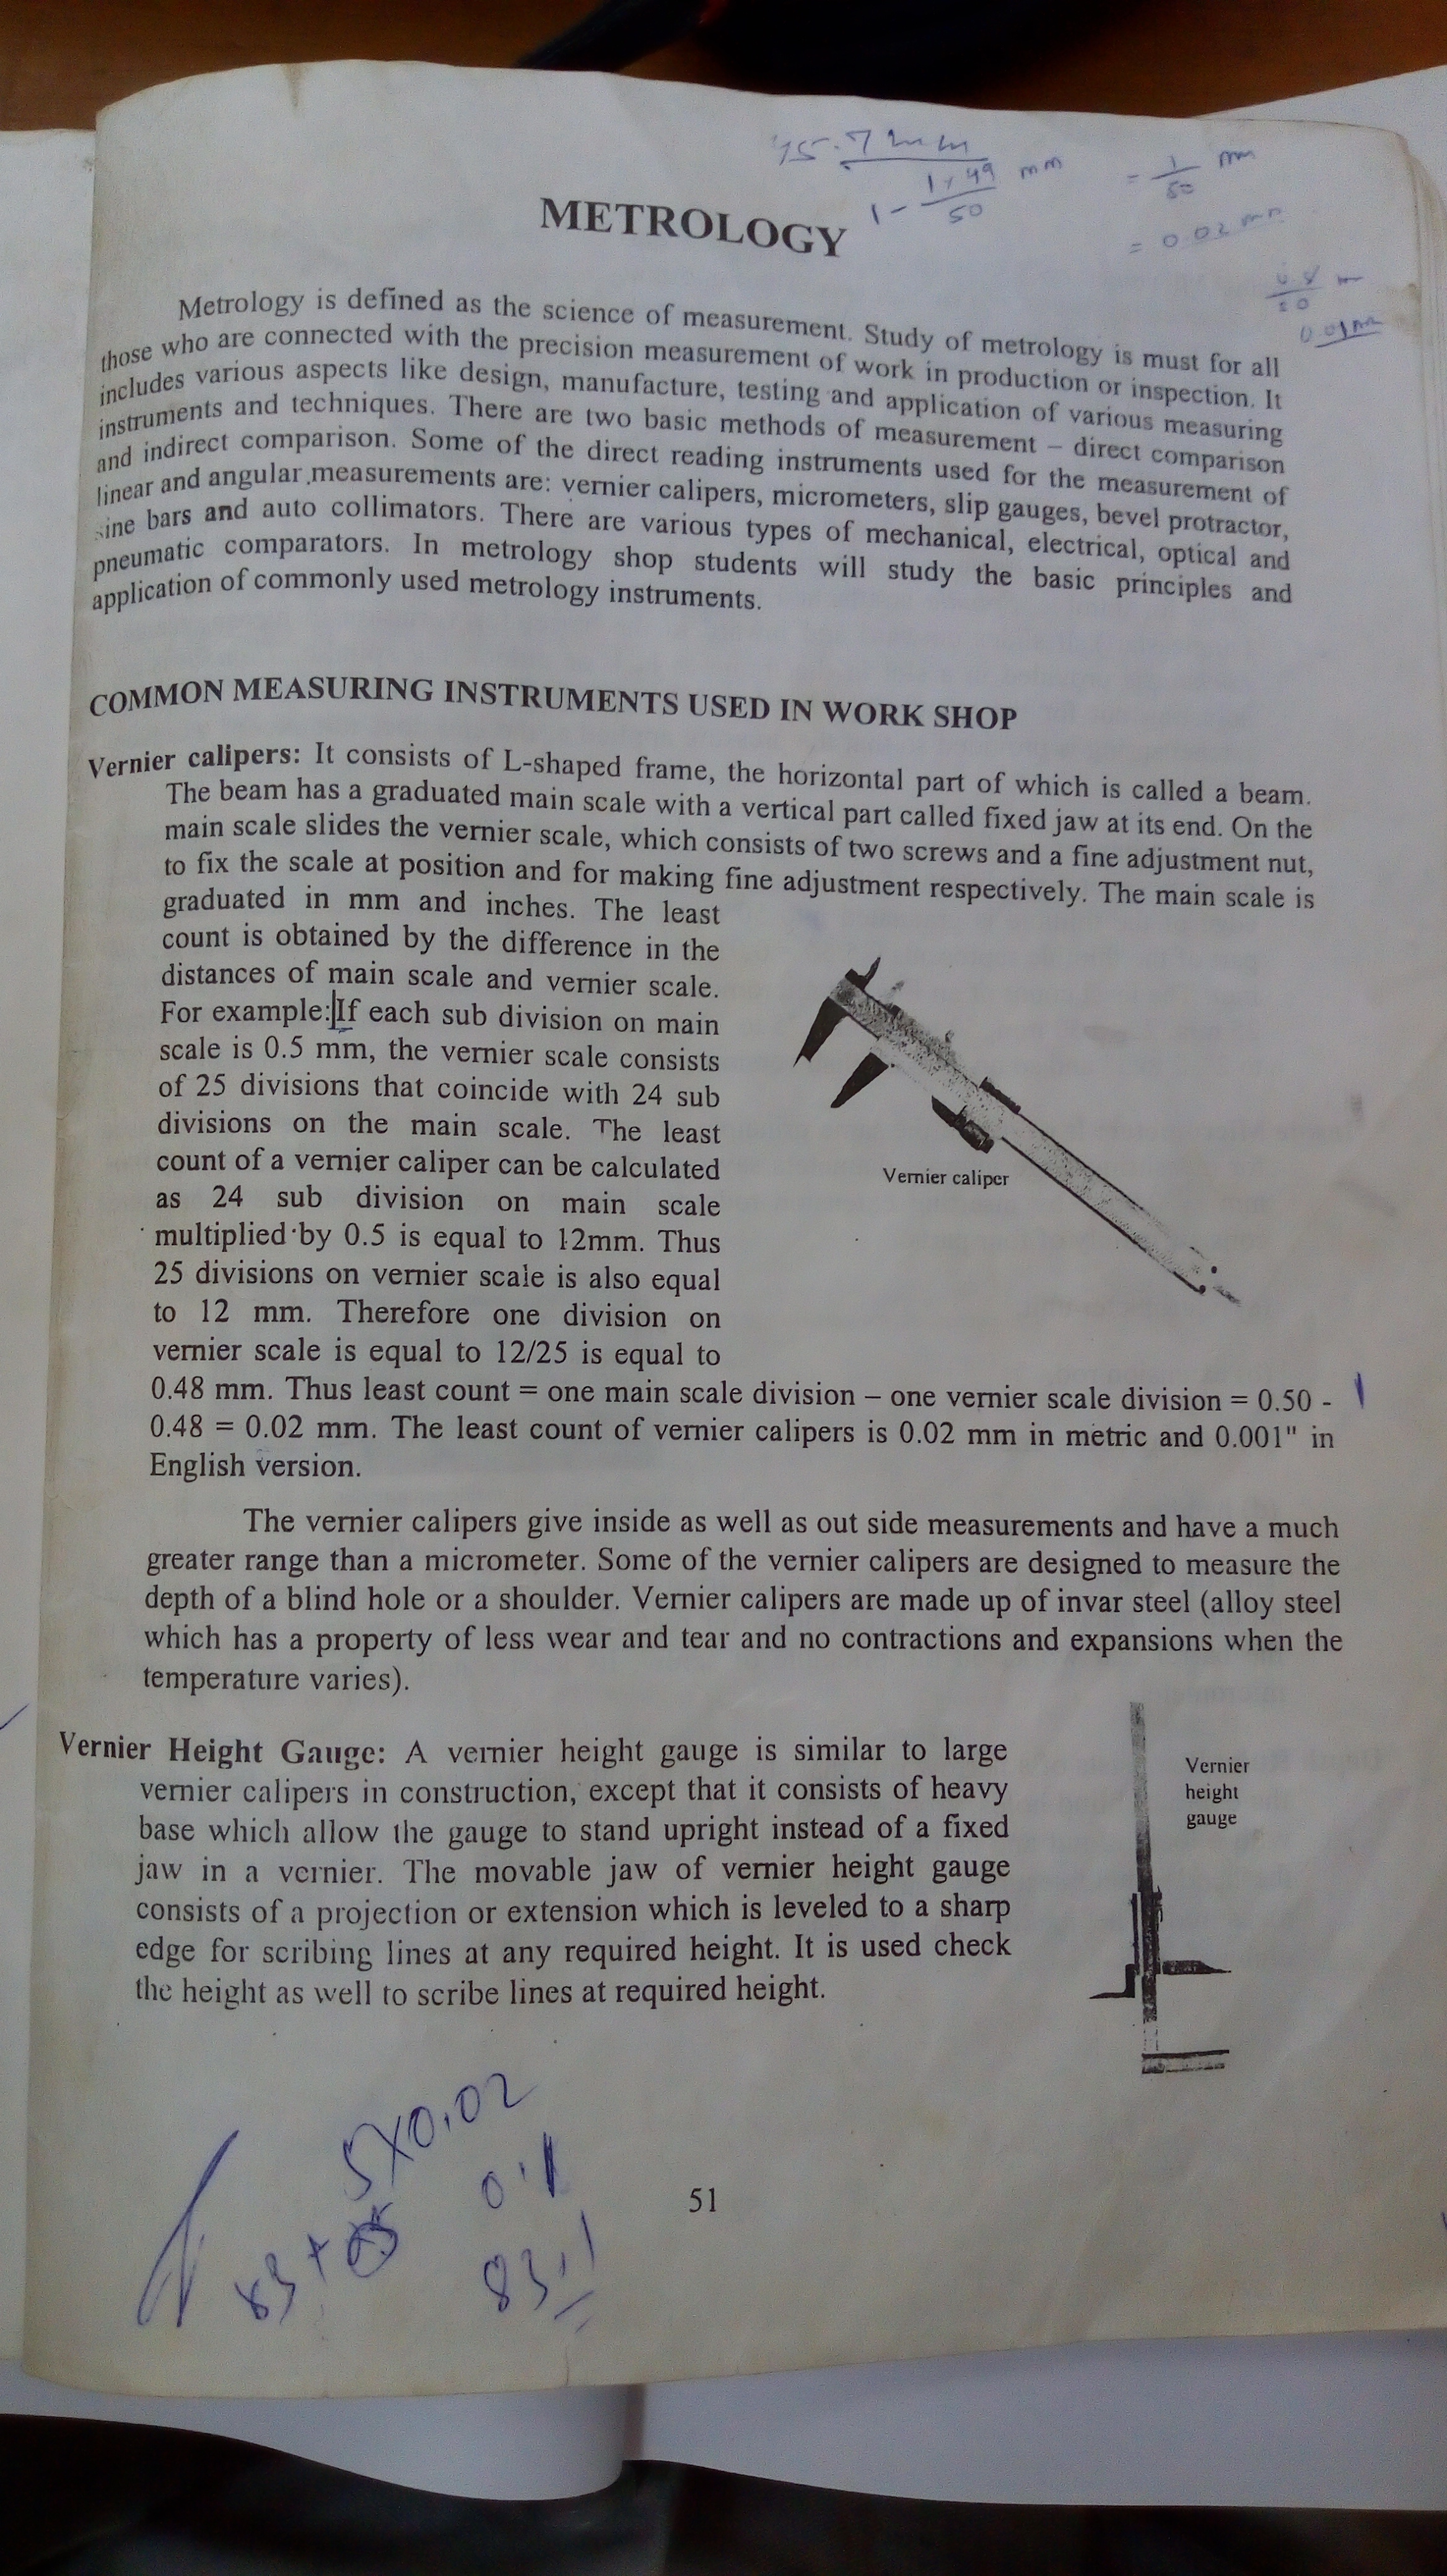 45.7 mm
1 - 1 x 49 / 50 mm = 1/50 mm
= 0.02 mm
METROLOGY
Metrology is defined as the science of measurement. Study of metrology is must for all
those who are connected with the precision measurement of work in production or inspection. It
includes various aspects like design, manufacture, testing and application of various measuring
instruments and techniques. There are two basic methods of measurement – direct comparison
and indirect comparison. Some of the direct reading instruments used for the measurement of
linear and angular measurements are: vernier calipers, micrometers, slip gauges, bevel protractor,
sine bars and auto collimators. There are various types of mechanical, electrical, optical and
pneumatic comparators. In metrology shop students will study the basic principles and
application of commonly used metrology instruments.
COMMON MEASURING INSTRUMENTS USED IN WORK SHOP
Vernier calipers: It consists of L-shaped frame, the horizontal part of which is called a beam.
The beam has a graduated main scale with a vertical part called fixed jaw at its end. On the
main scale slides the vernier scale, which consists of two screws and a fine adjustment nut,
to fix the scale at position and for making fine adjustment respectively. The main scale is
graduated in mm and inches. The least
count is obtained by the difference in the
distances of main scale and vernier scale.
For example: If each sub division on main
scale is 0.5 mm, the vernier scale consists
of 25 divisions that coincide with 24 sub
divisions on the main scale. The least
count of a vernier caliper can be calculated
as 24 sub division on main scale
multiplied by 0.5 is equal to 12mm. Thus
25 divisions on vernier scale is also equal
to 12 mm. Therefore one division on
vernier scale is equal to 12/25 is equal to
Vernier caliper
0.48 mm. Thus least count = one main scale division – one vernier scale division = 0.50 -
0.48 = 0.02 mm. The least count of vernier calipers is 0.02 mm in metric and 0.001" in
English version.
The vernier calipers give inside as well as out side measurements and have a much
greater range than a micrometer. Some of the vernier calipers are designed to measure the
depth of a blind hole or a shoulder. Vernier calipers are made up of invar steel (alloy steel
which has a property of less wear and tear and no contractions and expansions when the
temperature varies).
Vernier Height Gauge: A vernier height gauge is similar to large
vernier calipers in construction, except that it consists of heavy
base which allow the gauge to stand upright instead of a fixed
jaw in a vernier. The movable jaw of vernier height gauge
consists of a projection or extension which is leveled to a sharp
edge for scribing lines at any required height. It is used check
the height as well to scribe lines at required height.
Vernier
height
gauge
5×0.02
0.1
83 +
83.1
51